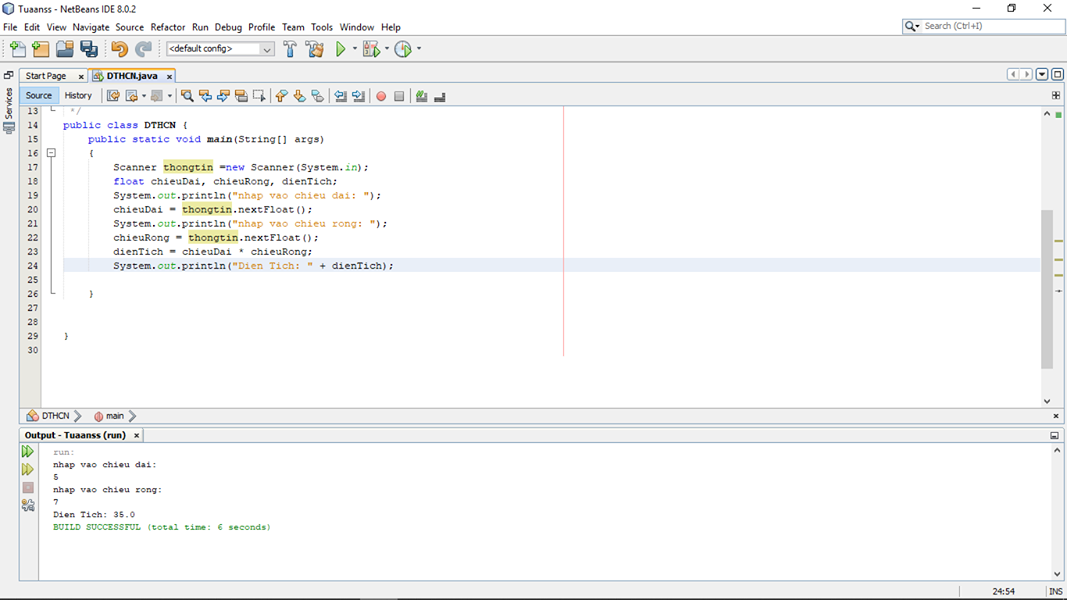 Tuaanss - NetBeans IDE 8.0.2
File Edit View Navigate Source Refactor Run Debug Profile Team Tools Window Help
Search (Ctrl+I)
<default config>
Start Page DTHCN.java
Services
Source History
13 */
14 public class DTHCN {
15 public static void main(String[] args)
16 {
17 Scanner thongtin =new Scanner(System.in);
18 float chieuDai, chieuRong, dienTich;
19 System.out.println("nhap vao chieu dai: ");
20 chieuDai = thongtin.nextFloat();
21 System.out.println("nhap vao chieu rong: ");
22 chieuRong = thongtin.nextFloat();
23 dienTich = chieuDai * chieuRong;
24 System.out.println("Dien Tich: " + dienTich);
25
26 }
27
28
29 }
30
DTHCN main
Output - Tuaanss (run)
run:
nhap vao chieu dai:
5
nhap vao chieu rong:
7
Dien Tich: 35.0
BUILD SUCCESSFUL (total time: 6 seconds)
24:54 INS